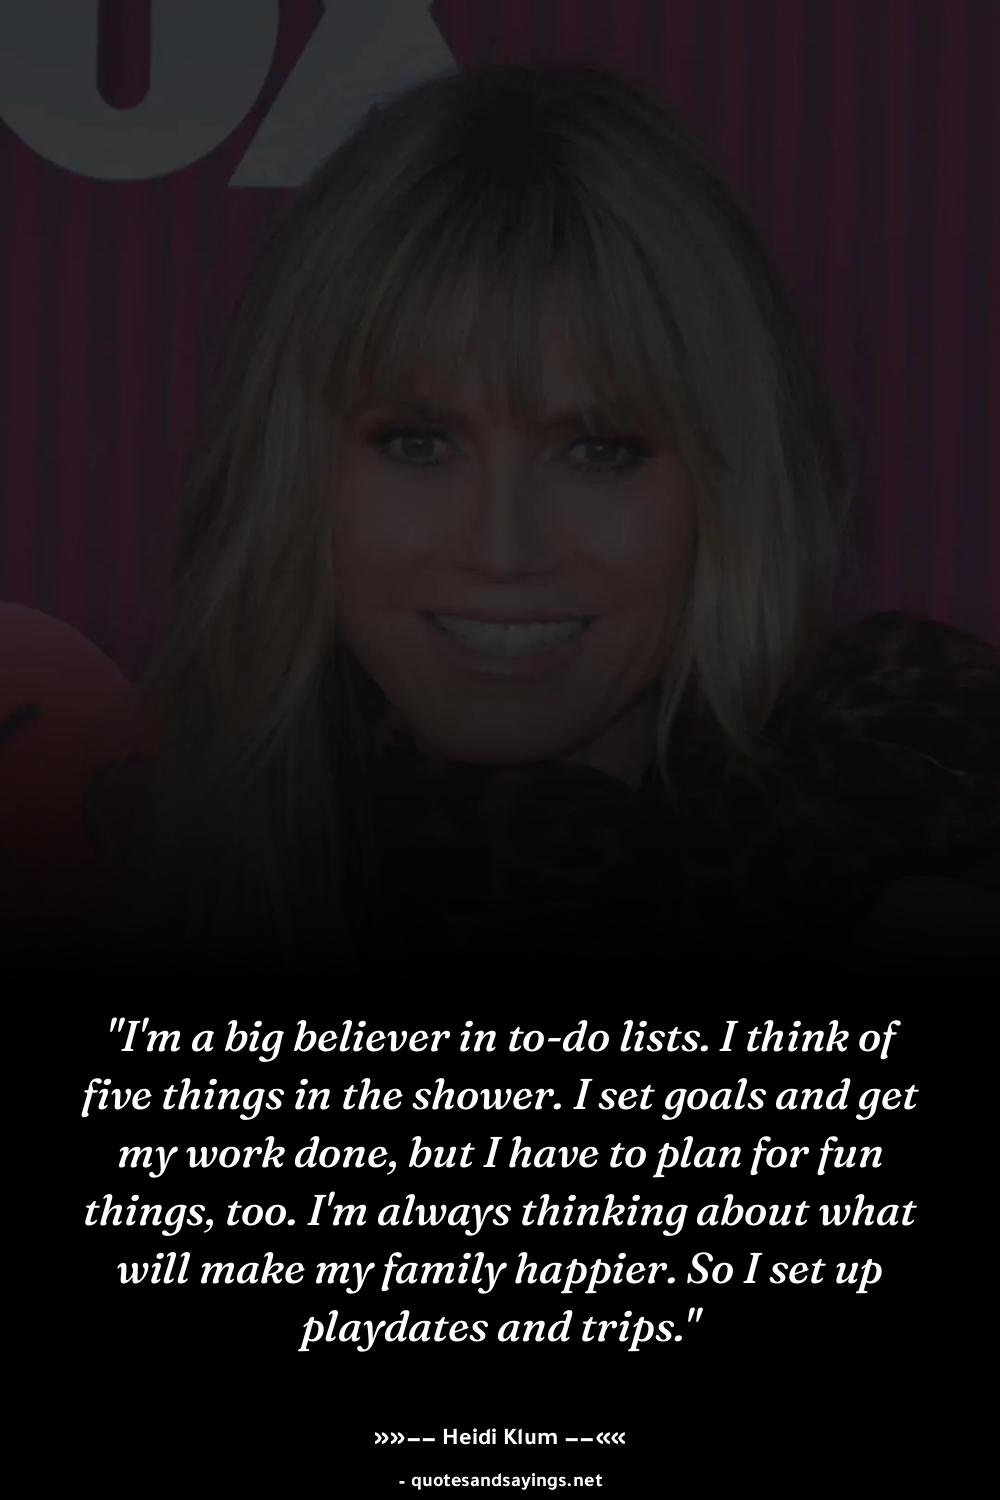 "I'm a big believer in to-do lists. I think of
five things in the shower. I set goals and get
my work done, but I have to plan for fun
things, too. I'm always thinking about what
will make my family happier. So I set up
playdates and trips."
»»–– Heidi Klum ––««
- quotesandsayings.net